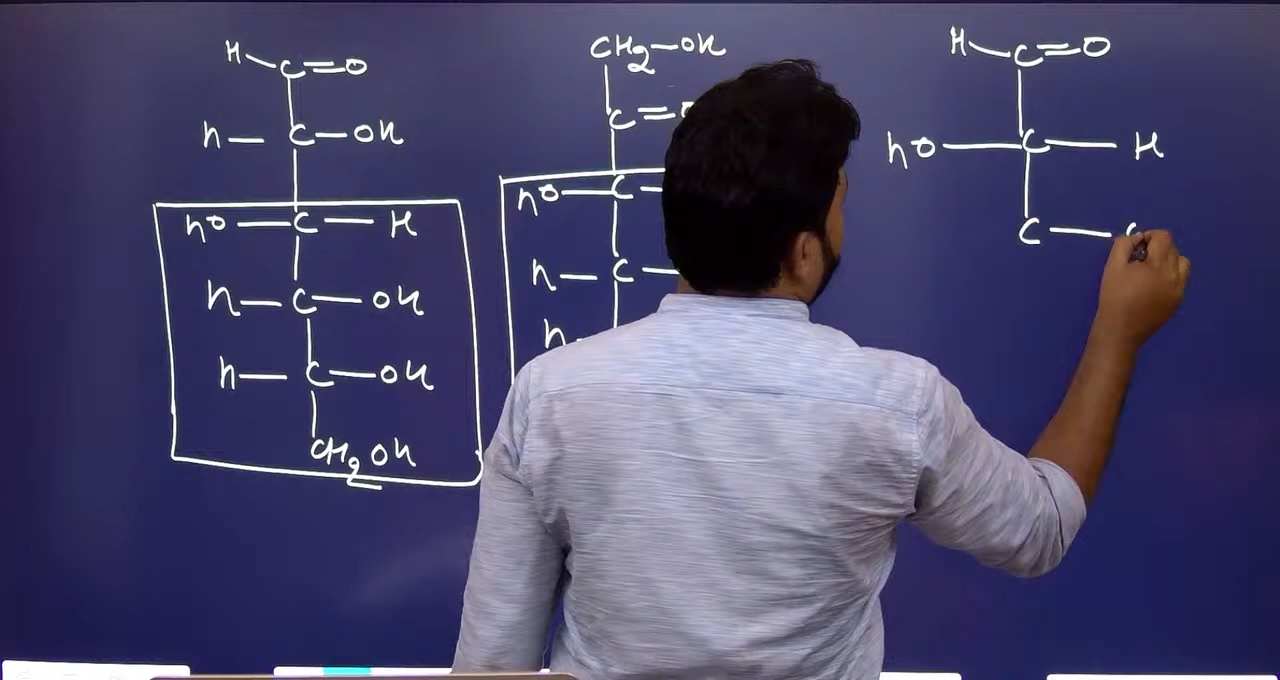 H C=O
H — C — OH
HO — C — H
H — C — OH
H — C — OH
CH2OH
CH2—OH
C=
HO — C —
H — C —
H —
H C=O
HO — C — H
C —